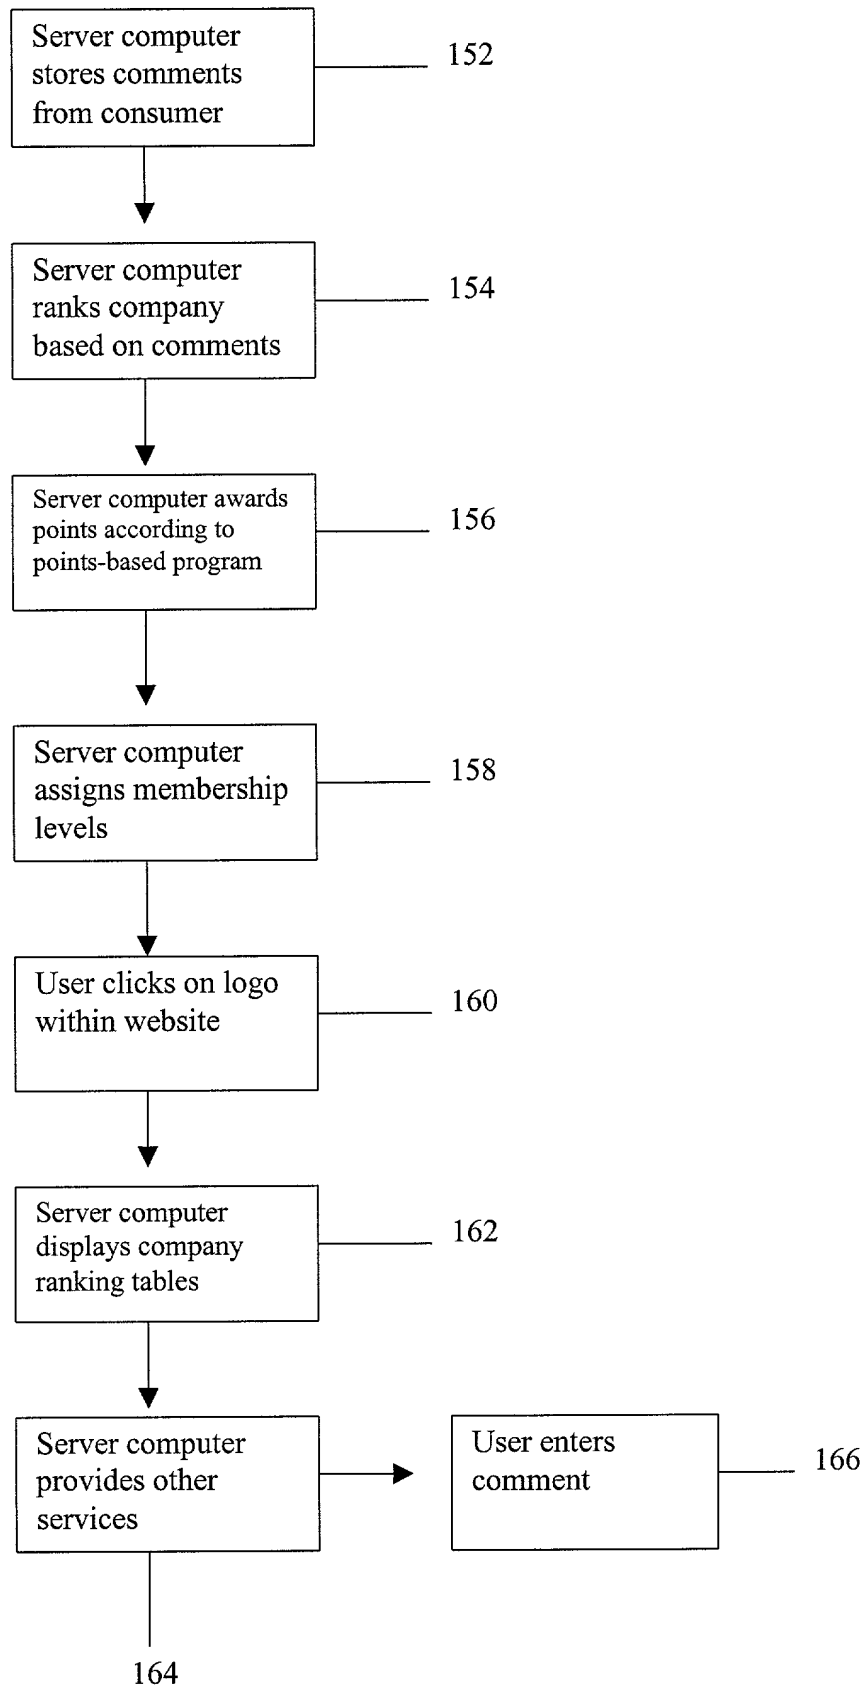 Server computer
stores comments
from consumer
152
Server computer
ranks company
based on comments
154
Server computer awards
points according to
points-based program
156
Server computer
assigns membership
levels
158
User clicks on logo
within website
160
Server computer
displays company
ranking tables
162
Server computer
provides other
services
164
User enters
comment
166